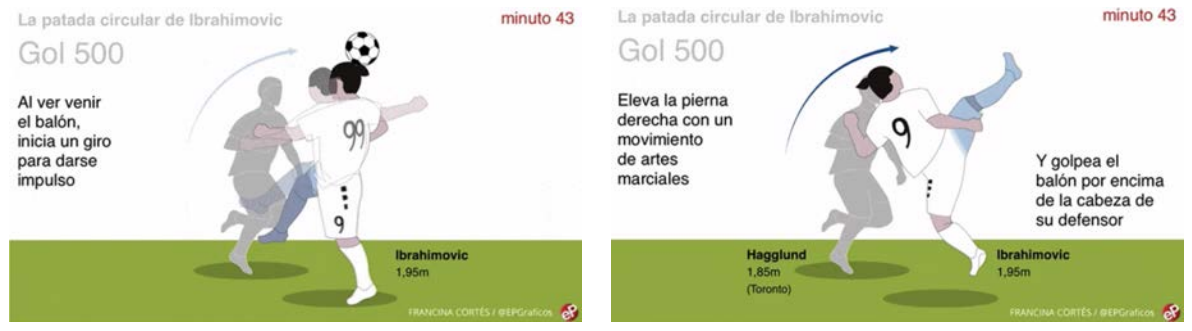 La patada circular de Ibrahimovic
minuto 43
Gol 500
Al ver venir
el balón,
inicia un giro
para darse
impulso
99
9
Ibrahimovic
1,95m
FRANCINA CORTÉS / @EPGraficos eP
La patada circular de Ibrahimovic
minuto 43
Gol 500
Eleva la pierna
derecha con un
movimiento
de artes
marciales
9
Y golpea el
balón por encima
de la cabeza de
su defensor
Hagglund
1,85m
(Toronto)
Ibrahimovic
1,95m
FRANCINA CORTÉS / @EPGraficos eP